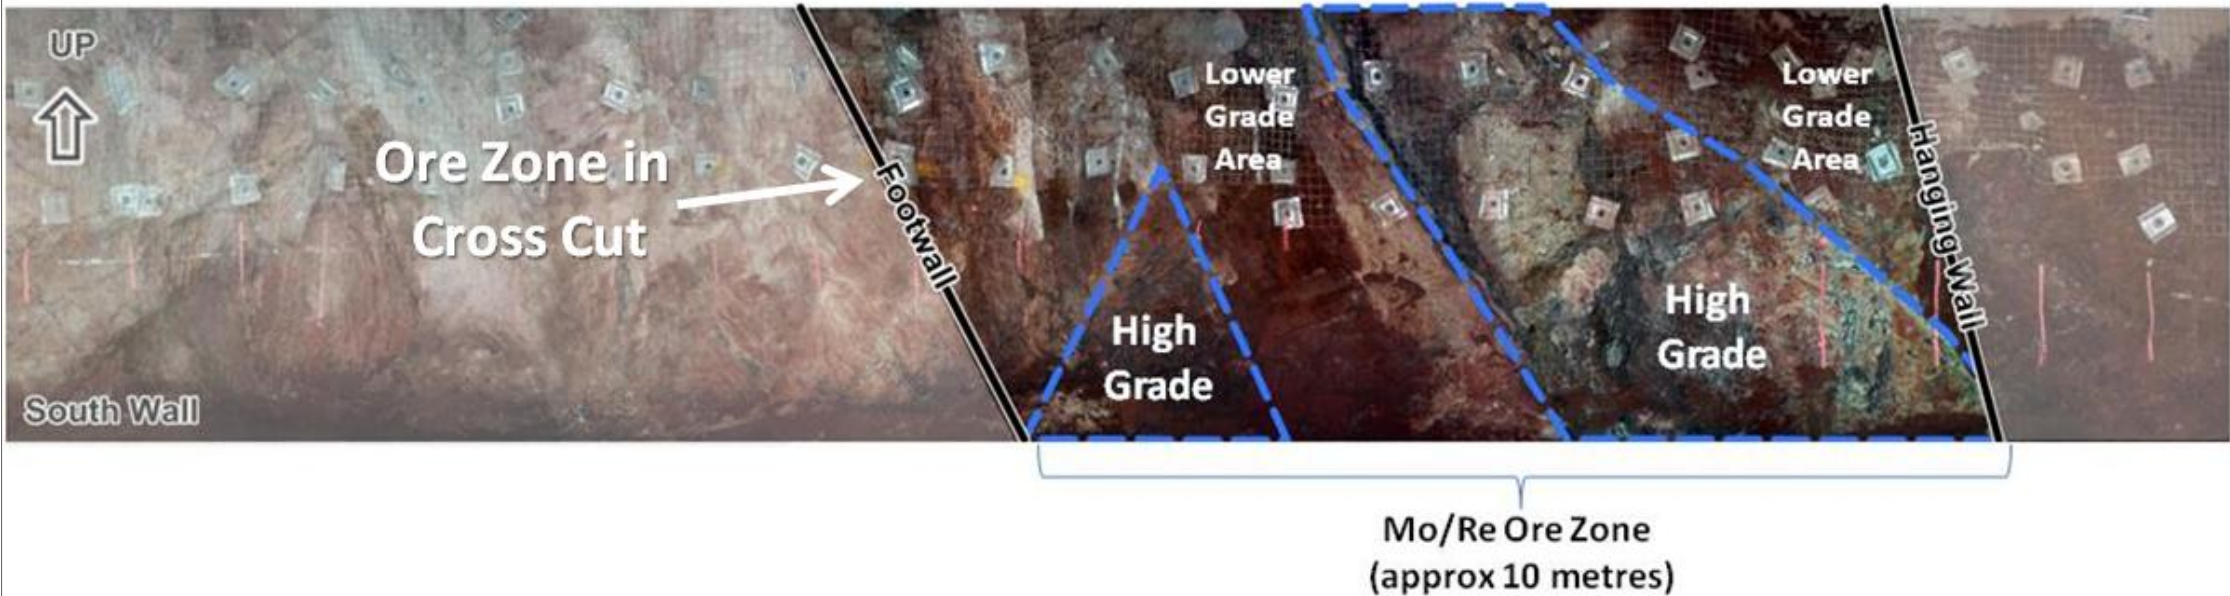 UP
Ore Zone in
Cross Cut
South Wall
Footwall
Lower
Grade
Area
High
Grade
High
Grade
Lower
Grade
Area
Hanging Wall
Mo/Re Ore Zone
(approx 10 metres)